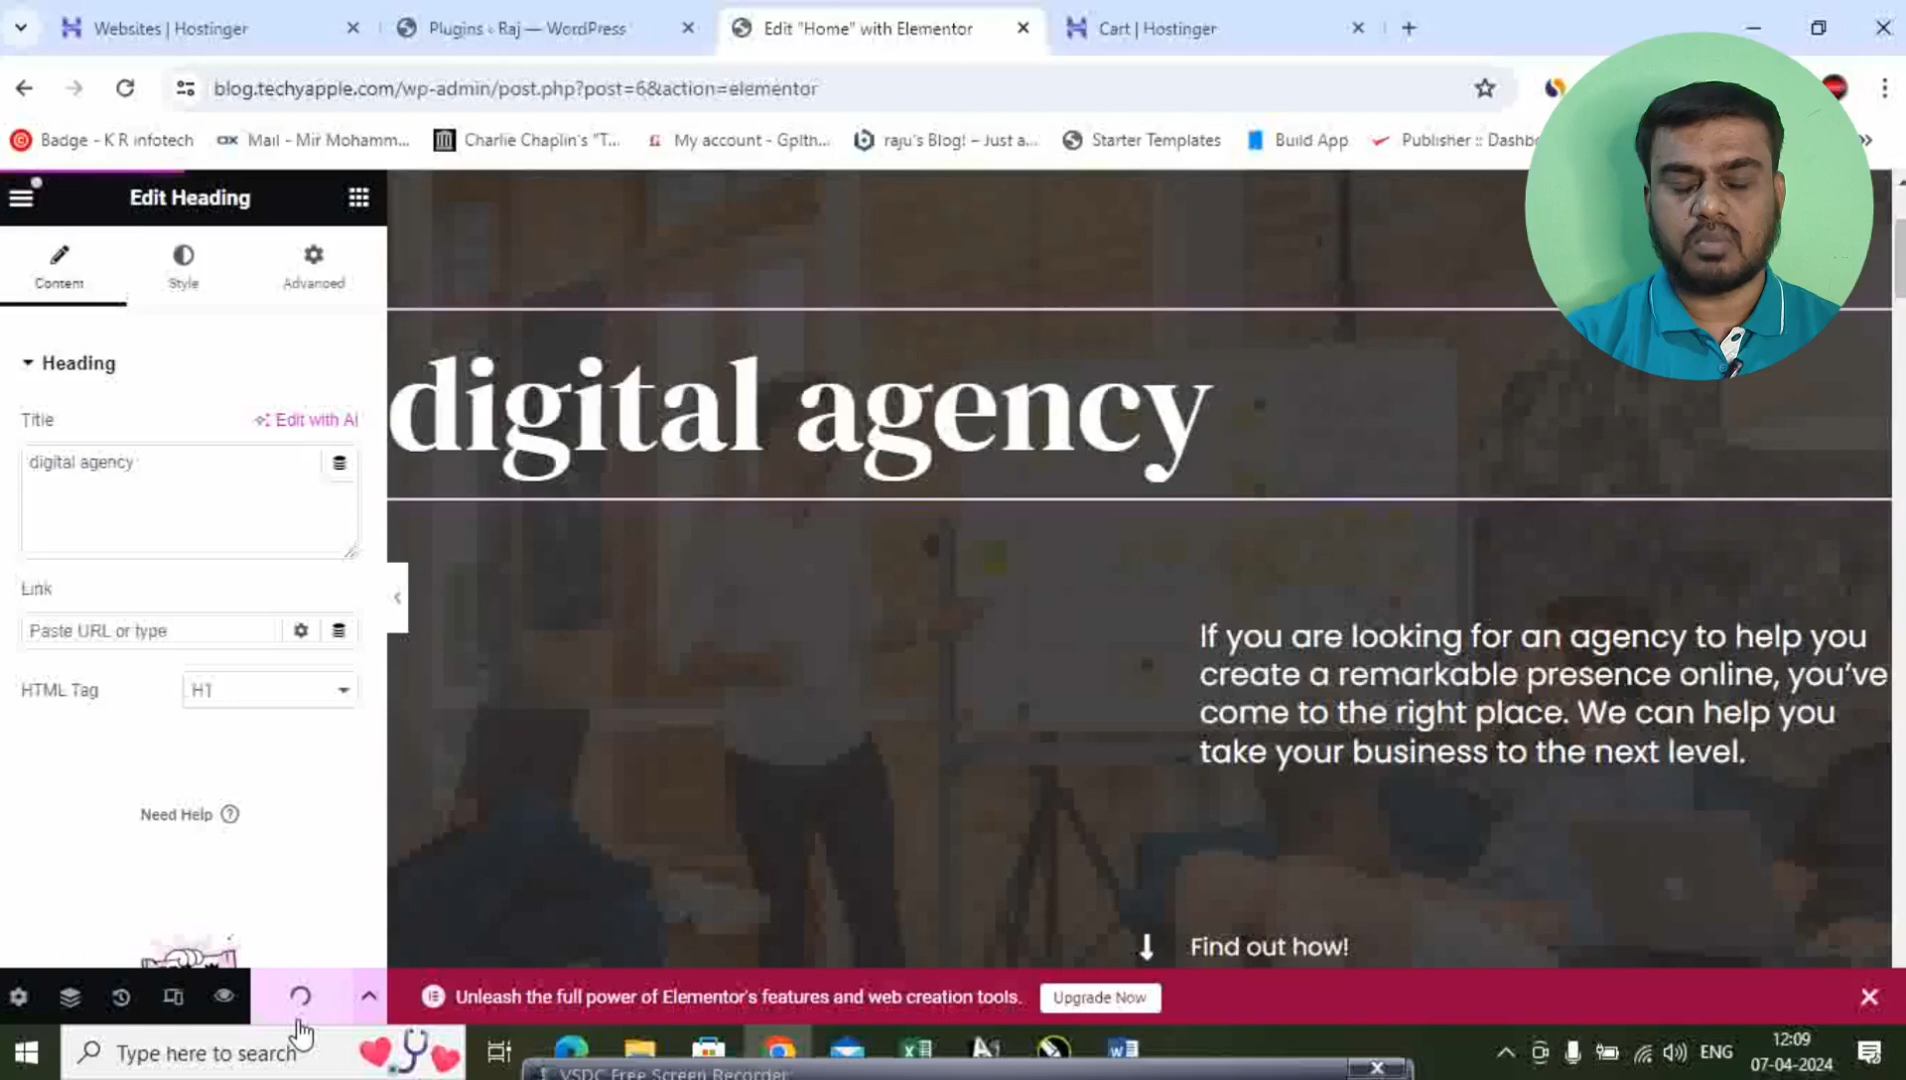 Websites | Hostinger
Plugins ‹ Raj — WordPress
Edit "Home" with Elementor
Cart | Hostinger
blog.techyapple.com/wp-admin/post.php?post=6&action=elementor
Badge - K R infotech
Mail - Mir Mohamm...
Charlie Chaplin's "T...
My account - Gplth...
raju's Blog! – Just a...
Starter Templates
Build App
Publisher :: Dashb
Edit Heading
Content
Style
Advanced
Heading
Title
Edit with AI
digital agency
Link
Paste URL or type
HTML Tag
H1
Need Help
digital agency
If you are looking for an agency to help you
create a remarkable presence online, you've
come to the right place. We can help you
take your business to the next level.
Find out how!
Unleash the full power of Elementor's features and web creation tools.
Upgrade Now
Type here to search
VSDC Free Screen Recorder
ENG
12:09
07-04-2024